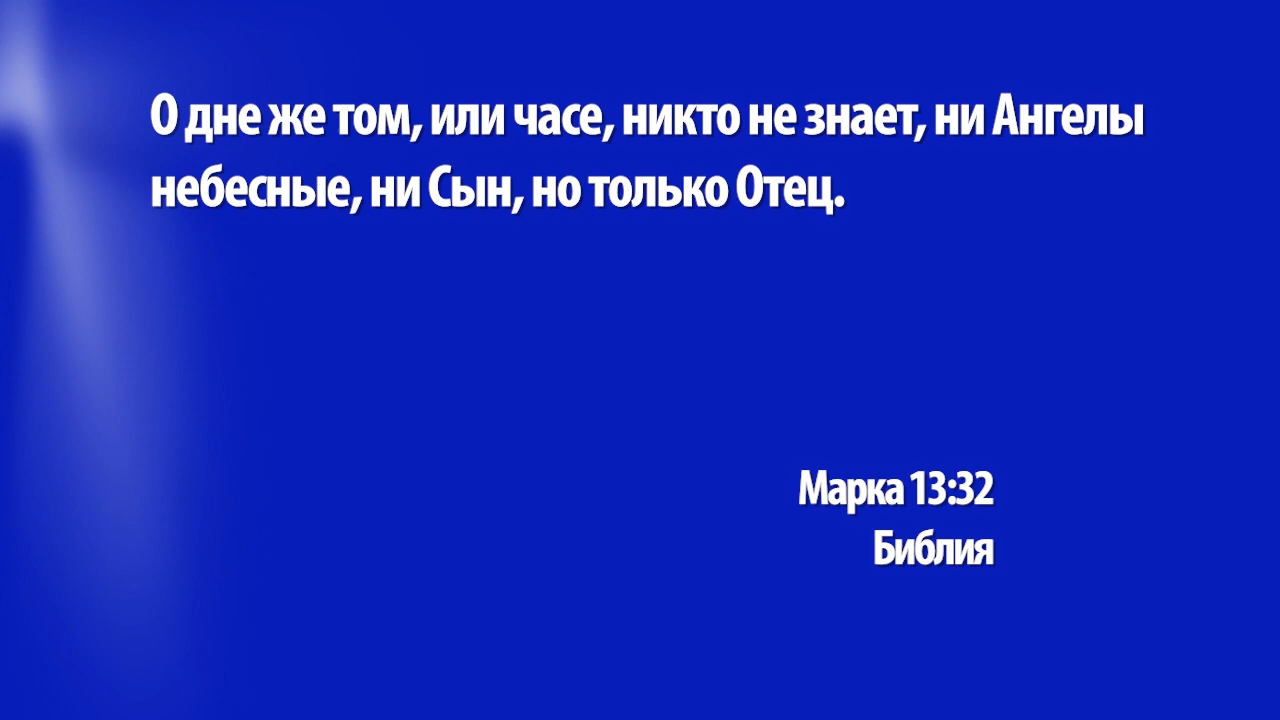 О дне же том, или часе, никто не знает, ни Ангелы
небесные, ни Сын, но только Отец.
Марка 13:32
Библия